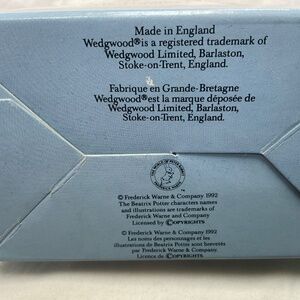 Made in England
Wedgwood® is a registered trademark of
Wedgwood Limited, Barlaston,
Stoke-on-Trent, England.
Fabrique en Grande-Bretagne
Wedgwood® est la marque déposée de
Wedgwood Limited, Barlaston,
Stoke-on-Trent, England.
© Frederick Warne & Company 1992
The Beatrix Potter characters names
and illustrations are trademarks of
Frederick Warne and Company
Licensed by ©OPYRIGHTS
© Frederick Warne & Company 1992
Les noms des personnages et les
illustrations de Beatrix Potter sont brevetés
par Frederick Warne & Company.
Licence de ©OPYRIGHTS